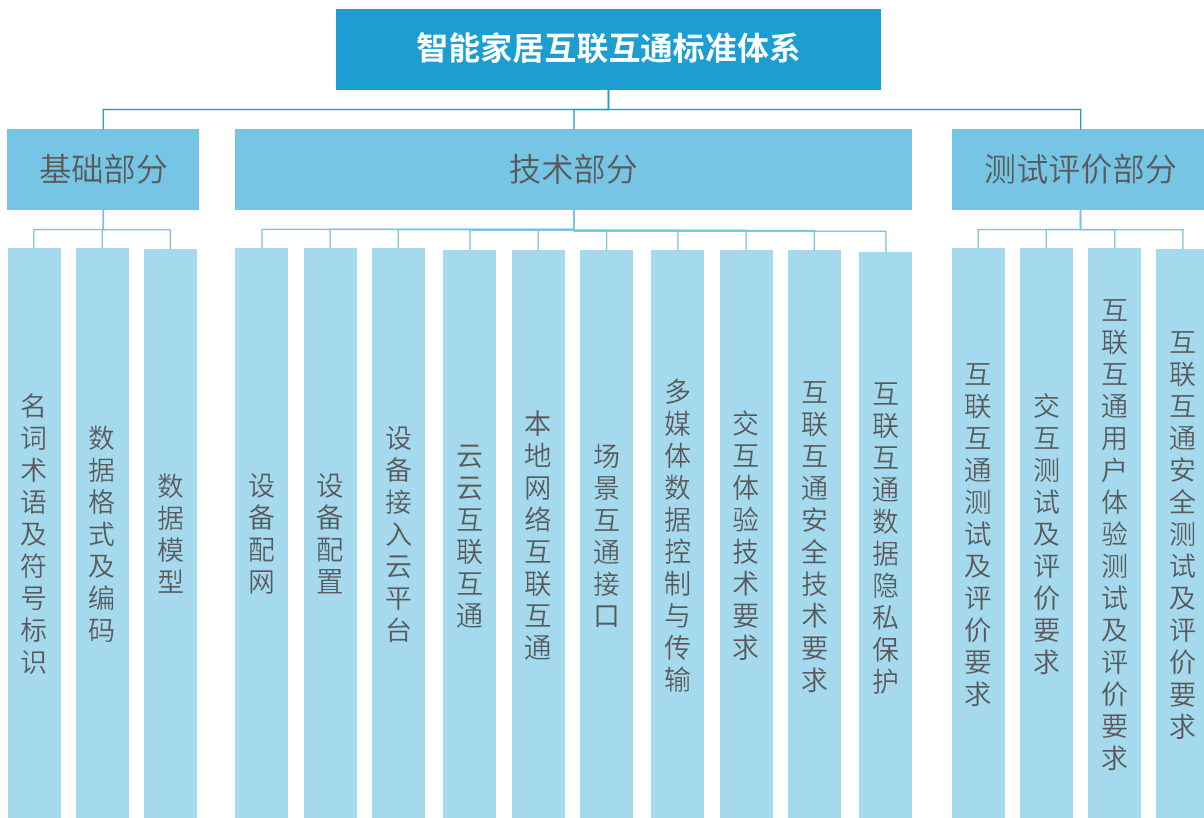 智能家居互联互通标准体系
基础部分
技术部分
测试评价部分
名词术语及符号标识
数据格式及编码
数据模型
设备配网
设备配置
设备接入云平台
云云互联互通
本地网络互联互通
场景互通接口
多媒体数据控制与传输
交互体验技术要求
互联互通安全技术要求
互联互通数据隐私保护
互联互通测试及评价要求
交互测试及评价要求
互联互通用户体验测试及评价要求
互联互通安全测试及评价要求